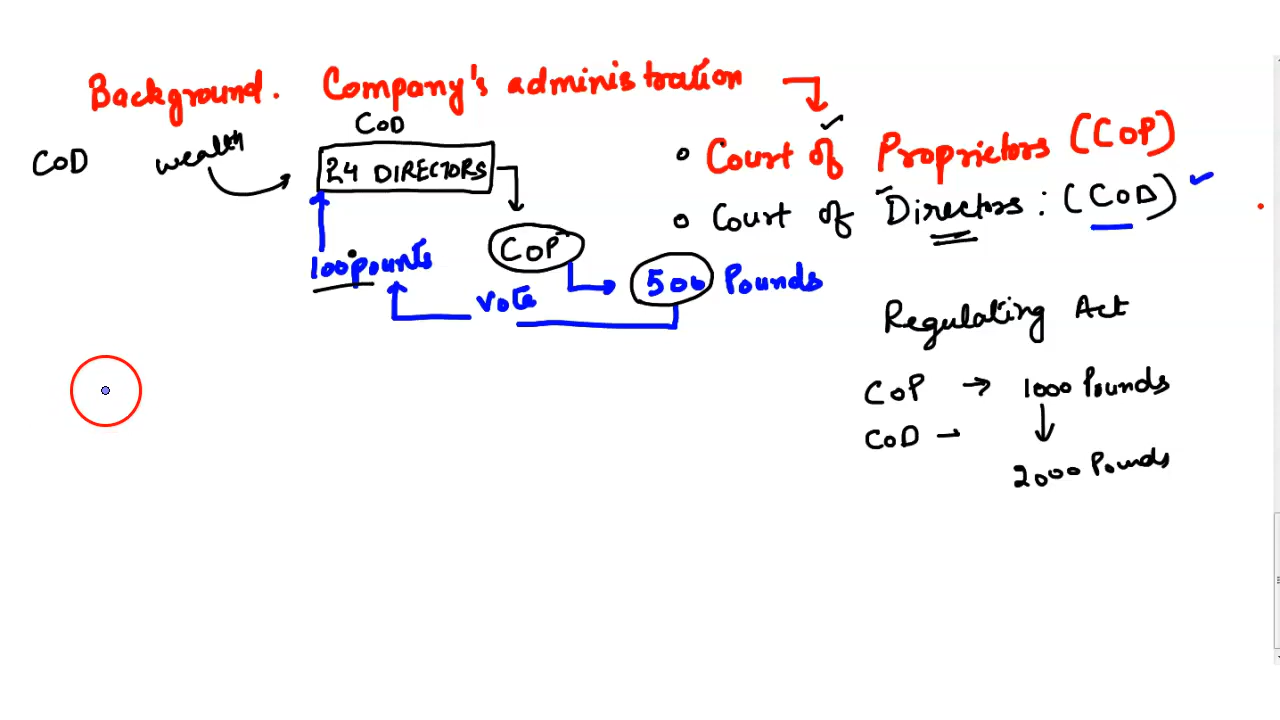 Background. Company's administration
CoD
CoD wealth 24 DIRECTORS
• Court of Proprietors (COP)
• Court of Directors : (CoD)
COP
100 pounts
500 Pounds
vote
Regulating Act
COP → 1000 Pounds
CoD →
2000 Pounds